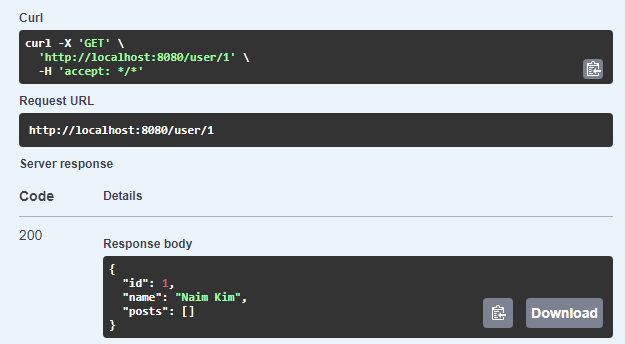 Curl
curl -X 'GET' \
  'http://localhost:8080/user/1' \
  -H 'accept: */*'
Request URL
http://localhost:8080/user/1
Server response
Code Details
200
Response body
{
  "id": 1,
  "name": "Naim Kim",
  "posts": []
}
Download